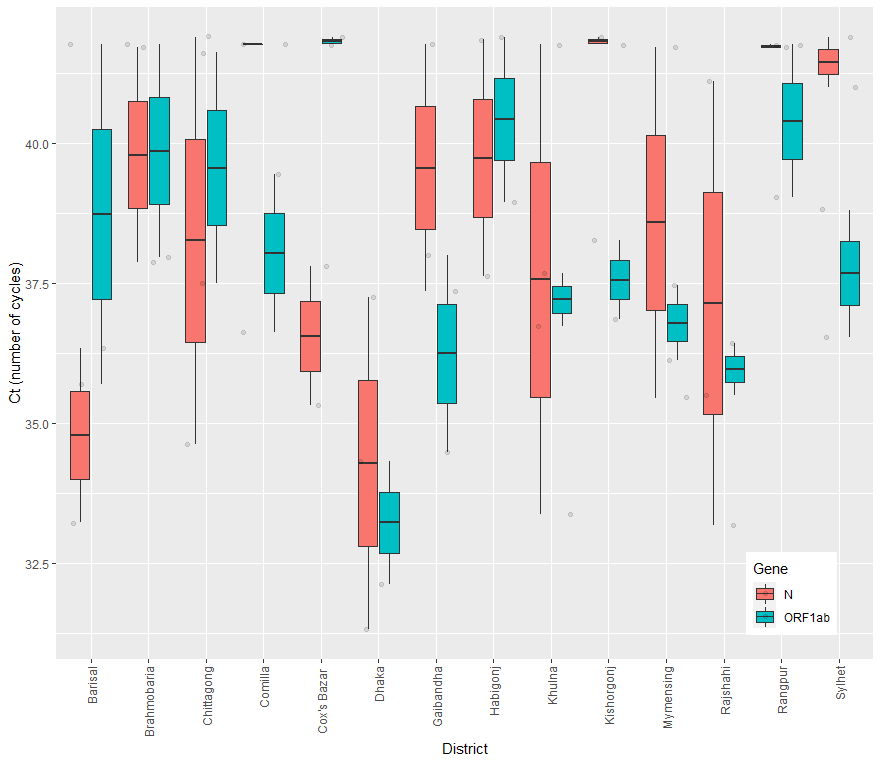 Ct (number of cycles)
40.0
37.5
35.0
32.5
Gene
N
ORF1ab
Barisal
Brahmobaria
Chittagong
Comilla
Cox's Bazar
Dhaka
Gaibandha
Habigonj
Khulna
Kishorgonj
Mymensing
Rajshahi
Rangpur
Sylhet
District